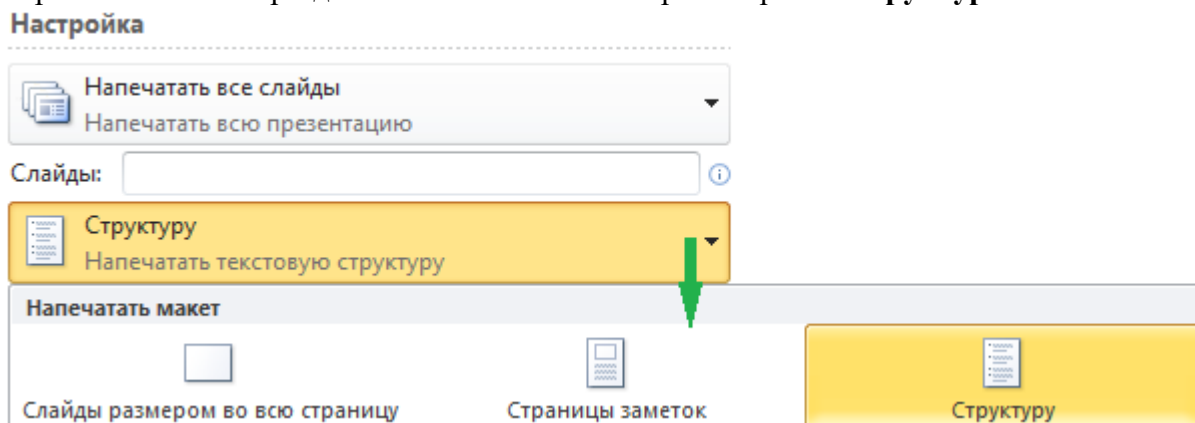 Настройка
Напечатать все слайды
Напечатать всю презентацию
Слайды:
Структуру
Напечатать текстовую структуру
Напечатать макет
Слайды размером во всю страницу Страницы заметок Структуру